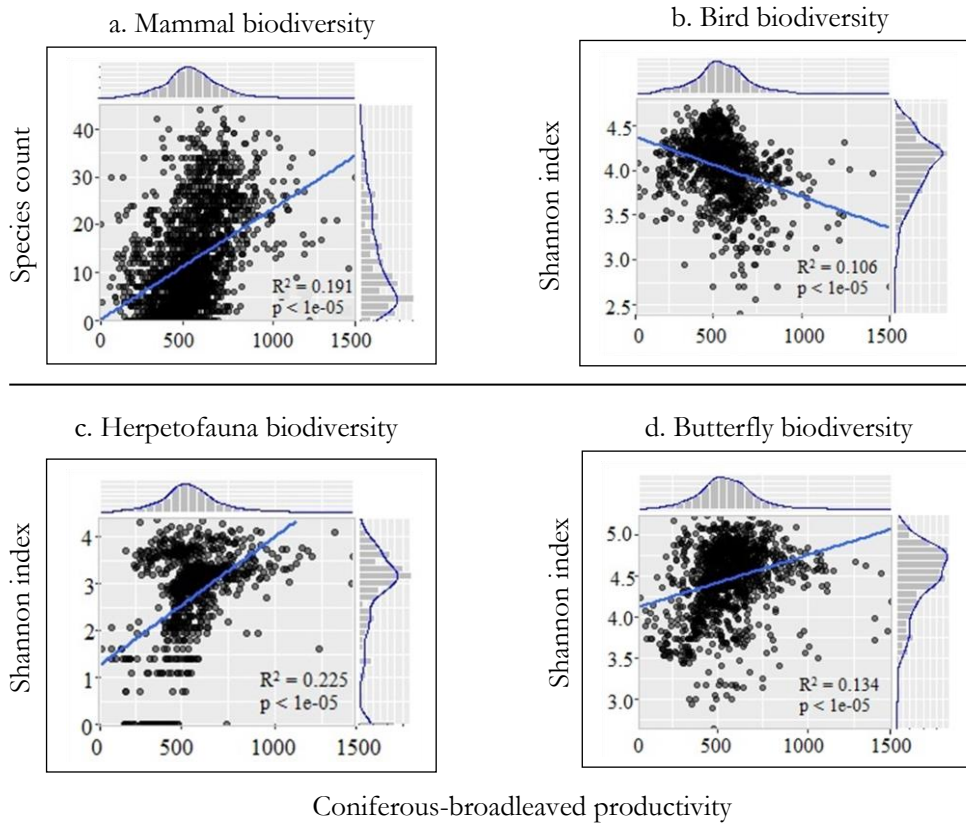 a. Mammal biodiversity
Species count
40
30
20
10
0
R² = 0.191
p < 1e-05
0 500 1000 1500
b. Bird biodiversity
Shannon index
4.5
4.0
3.5
3.0
2.5
R² = 0.106
p < 1e-05
0 500 1000 1500
c. Herpetofauna biodiversity
Shannon index
4
3
2
1
0
R² = 0.225
p < 1e-05
0 500 1000 1500
d. Butterfly biodiversity
Shannon index
5.0
4.5
4.0
3.5
3.0
R² = 0.134
p < 1e-05
0 500 1000 1500
Coniferous-broadleaved productivity